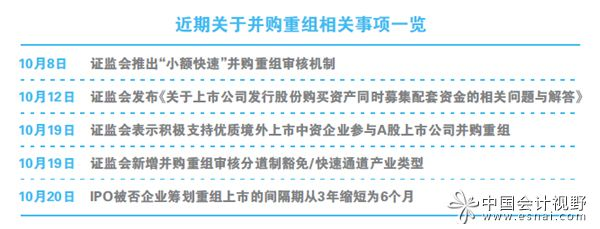 近期关于并购重组相关事项一览
10月8日 证监会推出“小额快速”并购重组审核机制
10月12日 证监会发布《关于上市公司发行股份购买资产同时募集配套资金的相关问题与解答》
10月19日 证监会表示积极支持优质境外上市中资企业参与A股上市公司并购重组
10月19日 证监会新增并购重组审核分道制豁免/快速通道产业类型
10月20日 IPO被否企业筹划重组上市的间隔期从3年缩短为6个月
中国会计视野
www.esnai.com